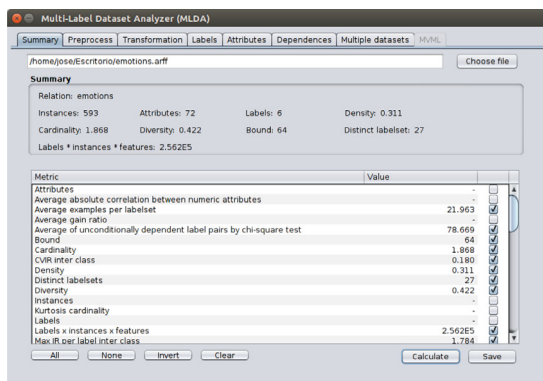 Multi-Label Dataset Analyzer (MLDA)
Summary Preprocess Transformation Labels Attributes Dependences Multiple datasets MVML
/home/jose/Escritorio/emotions.arff Choose file
Summary
Relation: emotions
Instances: 593 Attributes: 72 Labels: 6 Density: 0.311
Cardinality: 1.868 Diversity: 0.422 Bound: 64 Distinct labelset: 27
Labels * instances * features: 2.562E5
Metric Value
Attributes -
Average absolute correlation between numeric attributes -
Average examples per labelset 21.963
Average gain ratio -
Average of unconditionally dependent label pairs by chi-square test 78.669
Bound 64
Cardinality 1.868
CVIR inter class 0.180
Density 0.311
Distinct labelsets 27
Diversity 0.422
Instances -
Kurtosis cardinality -
Labels -
Labels x instances x features 2.562E5
Max IR per label inter class 1.784
All None Invert Clear Calculate Save